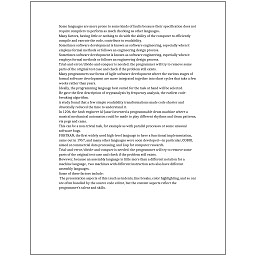 Some languages are more prone to some kinds of faults because their specification does not
require compilers to perform as much checking as other languages.
Many factors, having little or nothing to do with the ability of the computer to efficiently
compile and execute the code, contribute to readability.
Sometimes software development is known as software engineering, especially when it
employs formal methods or follows an engineering design process.
Sometimes software development is known as software engineering, especially when it
employs formal methods or follows an engineering design process.
Trial-and-error/divide-and-conquer is needed: the programmer will try to remove some
parts of the original test case and check if the problem still exists.
Many programmers use forms of Agile software development where the various stages of
formal software development are more integrated together into short cycles that take a few
weeks rather than years.
Ideally, the programming language best suited for the task at hand will be selected.
He gave the first description of cryptanalysis by frequency analysis, the earliest code-
breaking algorithm.
A study found that a few simple readability transformations made code shorter and
drastically reduced the time to understand it.
In 1206, the Arab engineer Al-Jazari invented a programmable drum machine where a
musical mechanical automaton could be made to play different rhythms and drum patterns,
via pegs and cams.
This can be a non-trivial task, for example as with parallel processes or some unusual
software bugs.
FORTRAN, the first widely used high-level language to have a functional implementation,
came out in 1957, and many other languages were soon developed—in particular, COBOL
aimed at commercial data processing, and Lisp for computer research.
Trial-and-error/divide-and-conquer is needed: the programmer will try to remove some
parts of the original test case and check if the problem still exists.
However, because an assembly language is little more than a different notation for a
machine language, two machines with different instruction sets also have different
assembly languages.
Some of these factors include:
The presentation aspects of this (such as indents, line breaks, color highlighting, and so on)
are often handled by the source code editor, but the content aspects reflect the
programmer's talent and skills.